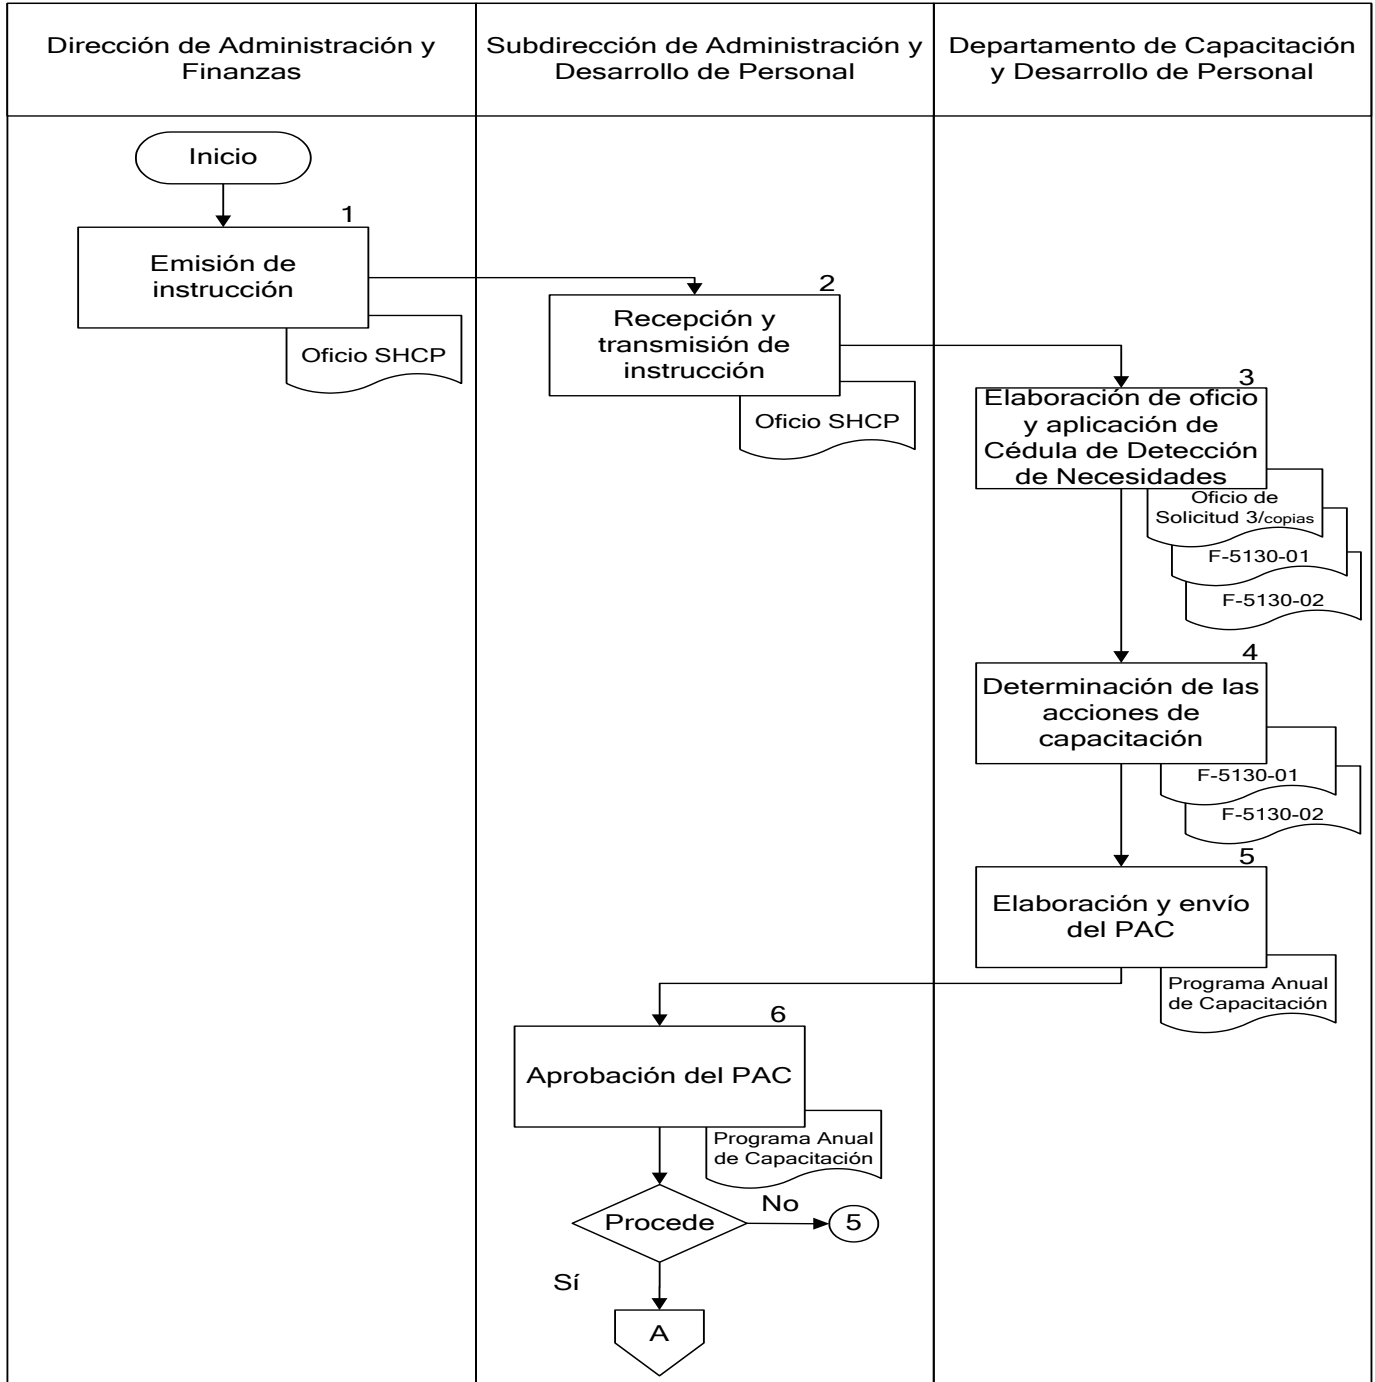 Dirección de Administración y
Finanzas
Subdirección de Administración y
Desarrollo de Personal
Departamento de Capacitación
y Desarrollo de Personal
Inicio
1
Emisión de
instrucción
Oficio SHCP
2
Recepción y
transmisión de
instrucción
Oficio SHCP
3
Elaboración de oficio
y aplicación de
Cédula de Detección
de Necesidades
Oficio de
Solicitud 3/copias
F-5130-01
F-5130-02
4
Determinación de las
acciones de
capacitación
F-5130-01
F-5130-02
5
Elaboración y envío
del PAC
Programa Anual
de Capacitación
6
Aprobación del PAC
Programa Anual
de Capacitación
Procede
No
5
Sí
A